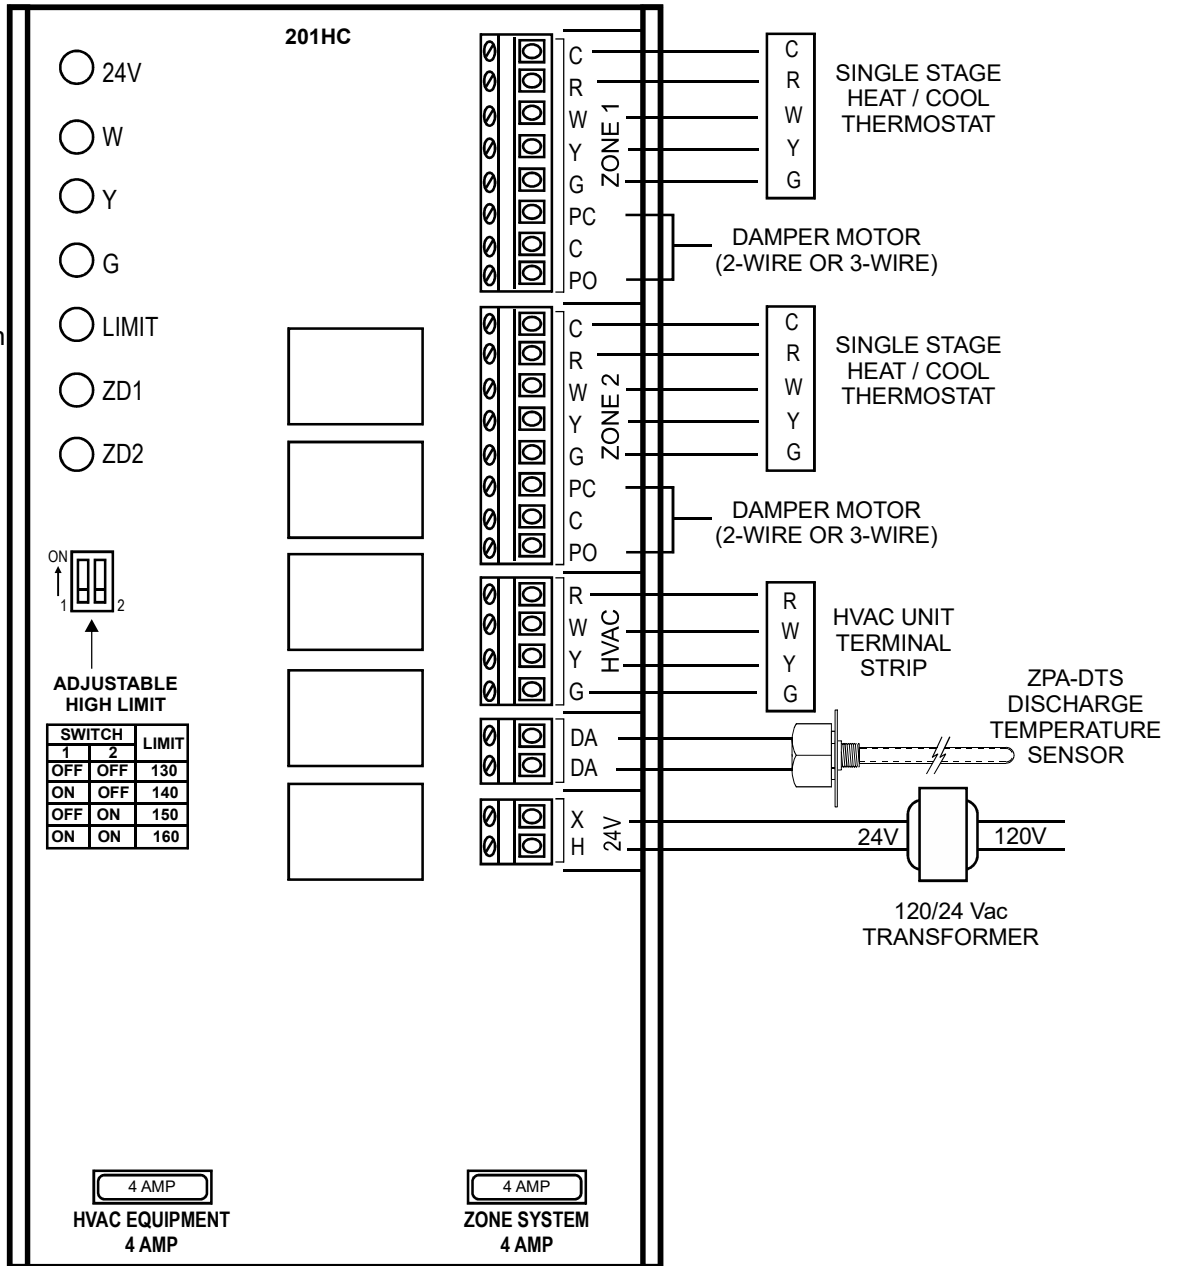 201HC
24V
W
Y
G
LIMIT
n
ZD1
ZD2
ON
1
2
ADJUSTABLE
HIGH LIMIT
SWITCH LIMIT
1 2
OFF OFF 130
ON OFF 140
OFF ON 150
ON ON 160
C
R
W
Y
G
PC
C
PO
ZONE 1
C
R
W
Y
G
SINGLE STAGE
HEAT / COOL
THERMOSTAT
DAMPER MOTOR
(2-WIRE OR 3-WIRE)
C
R
W
Y
G
PC
C
PO
ZONE 2
C
R
W
Y
G
SINGLE STAGE
HEAT / COOL
THERMOSTAT
DAMPER MOTOR
(2-WIRE OR 3-WIRE)
R
W
Y
G
HVAC
R
W
Y
G
HVAC UNIT
TERMINAL
STRIP
DA
DA
ZPA-DTS
DISCHARGE
TEMPERATURE
SENSOR
X
H
24V
24V
120V
120/24 Vac
TRANSFORMER
4 AMP
HVAC EQUIPMENT
4 AMP
4 AMP
ZONE SYSTEM
4 AMP